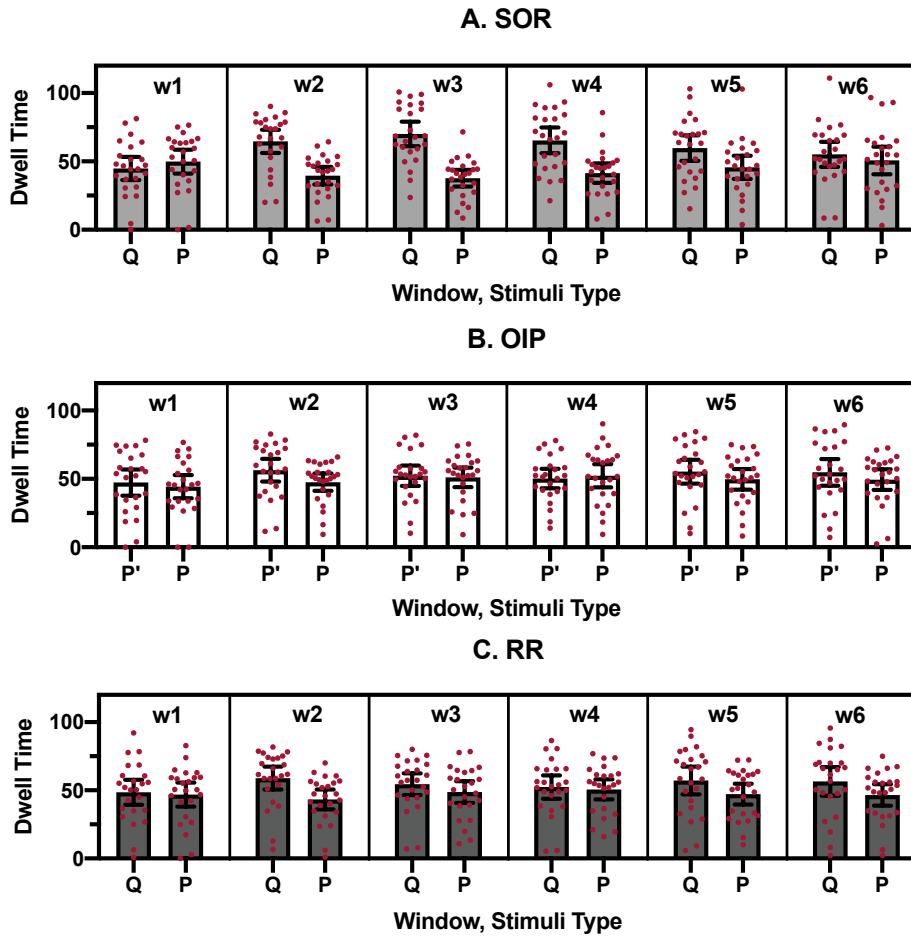 A. SOR
w1 w2 w3 w4 w5 w6
Dwell Time
100
50
0
Q P Q P Q P Q P Q P Q P
Window, Stimuli Type
B. OIP
w1 w2 w3 w4 w5 w6
Dwell Time
100
50
0
P' P P' P P' P P' P P' P P' P
Window, Stimuli Type
C. RR
w1 w2 w3 w4 w5 w6
Dwell Time
100
50
0
Q P Q P Q P Q P Q P Q P
Window, Stimuli Type